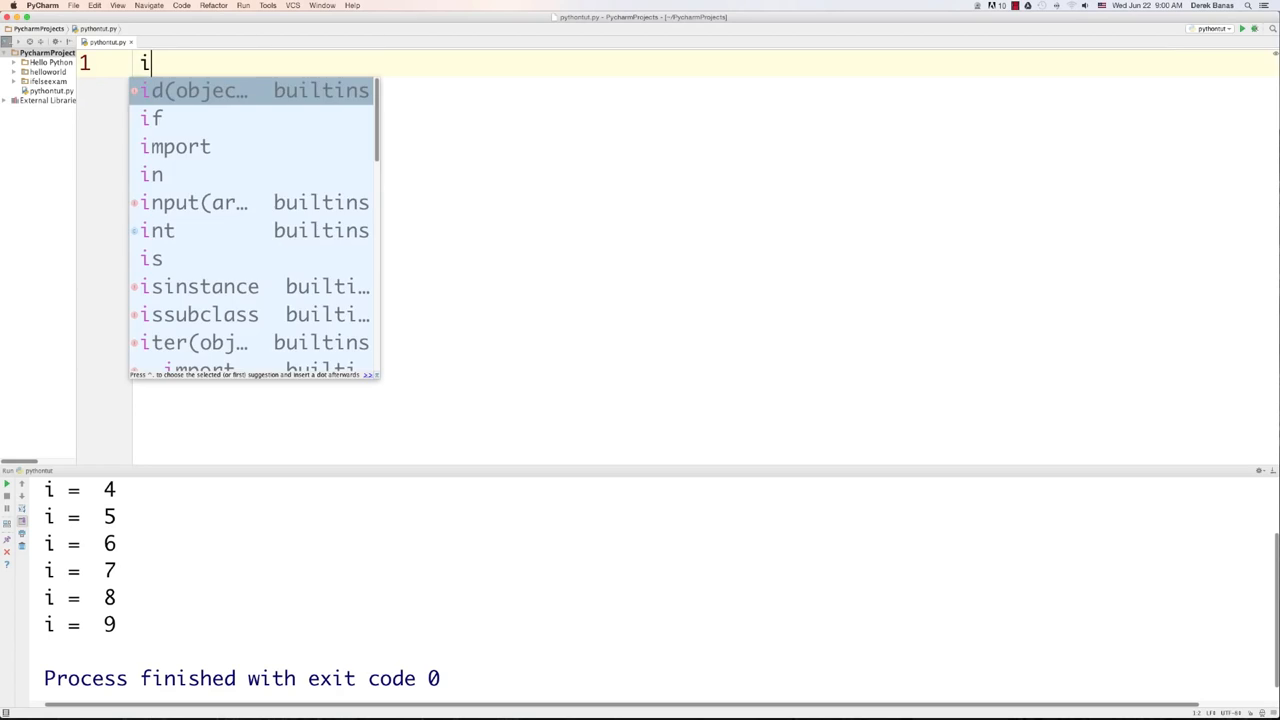 PyCharm File Edit View Navigate Code Refactor Run Tools VCS Window Help 10 Wed Jun 22 9:00 AM Derek Banas
pythontut.py - PycharmProjects - [~/PycharmProjects]
PycharmProjects pythontut.py pythontut
pythontut.py ×
PycharmProject
Hello Python
helloworld
ifelseexam
pythontut.py
External Librarie
1 i
id(objec… builtins
if
import
in
input(ar… builtins
int builtins
is
isinstance builti…
issubclass builti…
iter(obj… builtins
__import__ builti…
Press ^. to choose the selected (or first) suggestion and insert a dot afterwards >>
Run pythontut
i = 4
i = 5
i = 6
i = 7
i = 8
i = 9
Process finished with exit code 0
1:2 LF÷ UTF-8÷